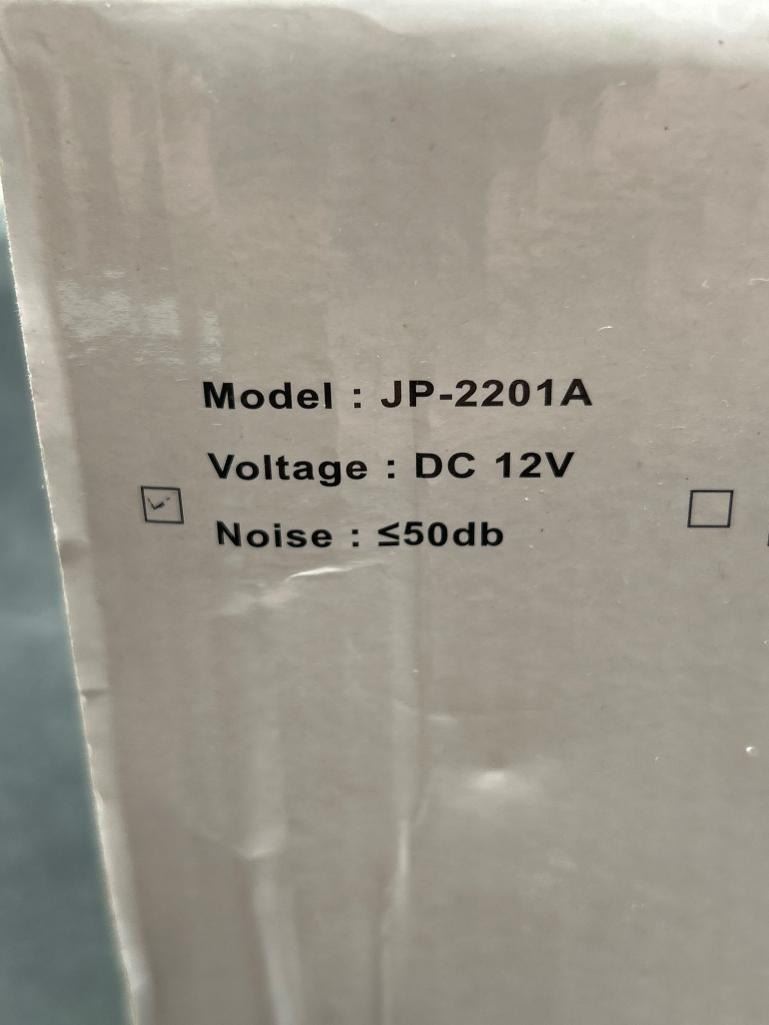 Model : JP-2201A
Voltage : DC 12V
Noise : ≤50db